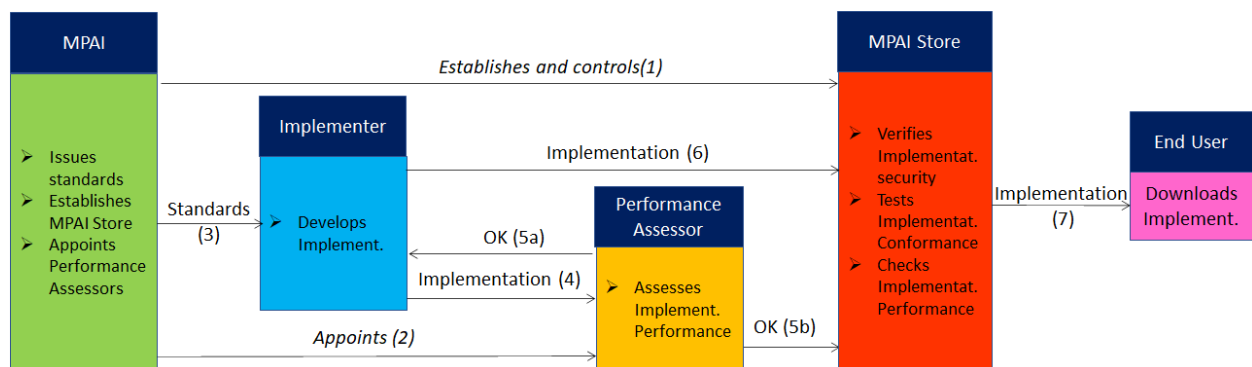 MPAI
➢ Issues
standards
➢ Establishes
MPAI Store
➢ Appoints
Performance
Assessors
Establishes and controls(1)
Standards
(3)
Appoints (2)
Implementer
➢ Develops
Implement.
Implementation (6)
OK (5a)
Implementation (4)
Performance
Assessor
➢ Assesses
Implement.
Performance
OK (5b)
MPAI Store
➢ Verifies
Implementat.
security
➢ Tests
Implementat.
Conformance
➢ Checks
Implementat.
Performance
Implementation
(7)
End User
Downloads
Implement.